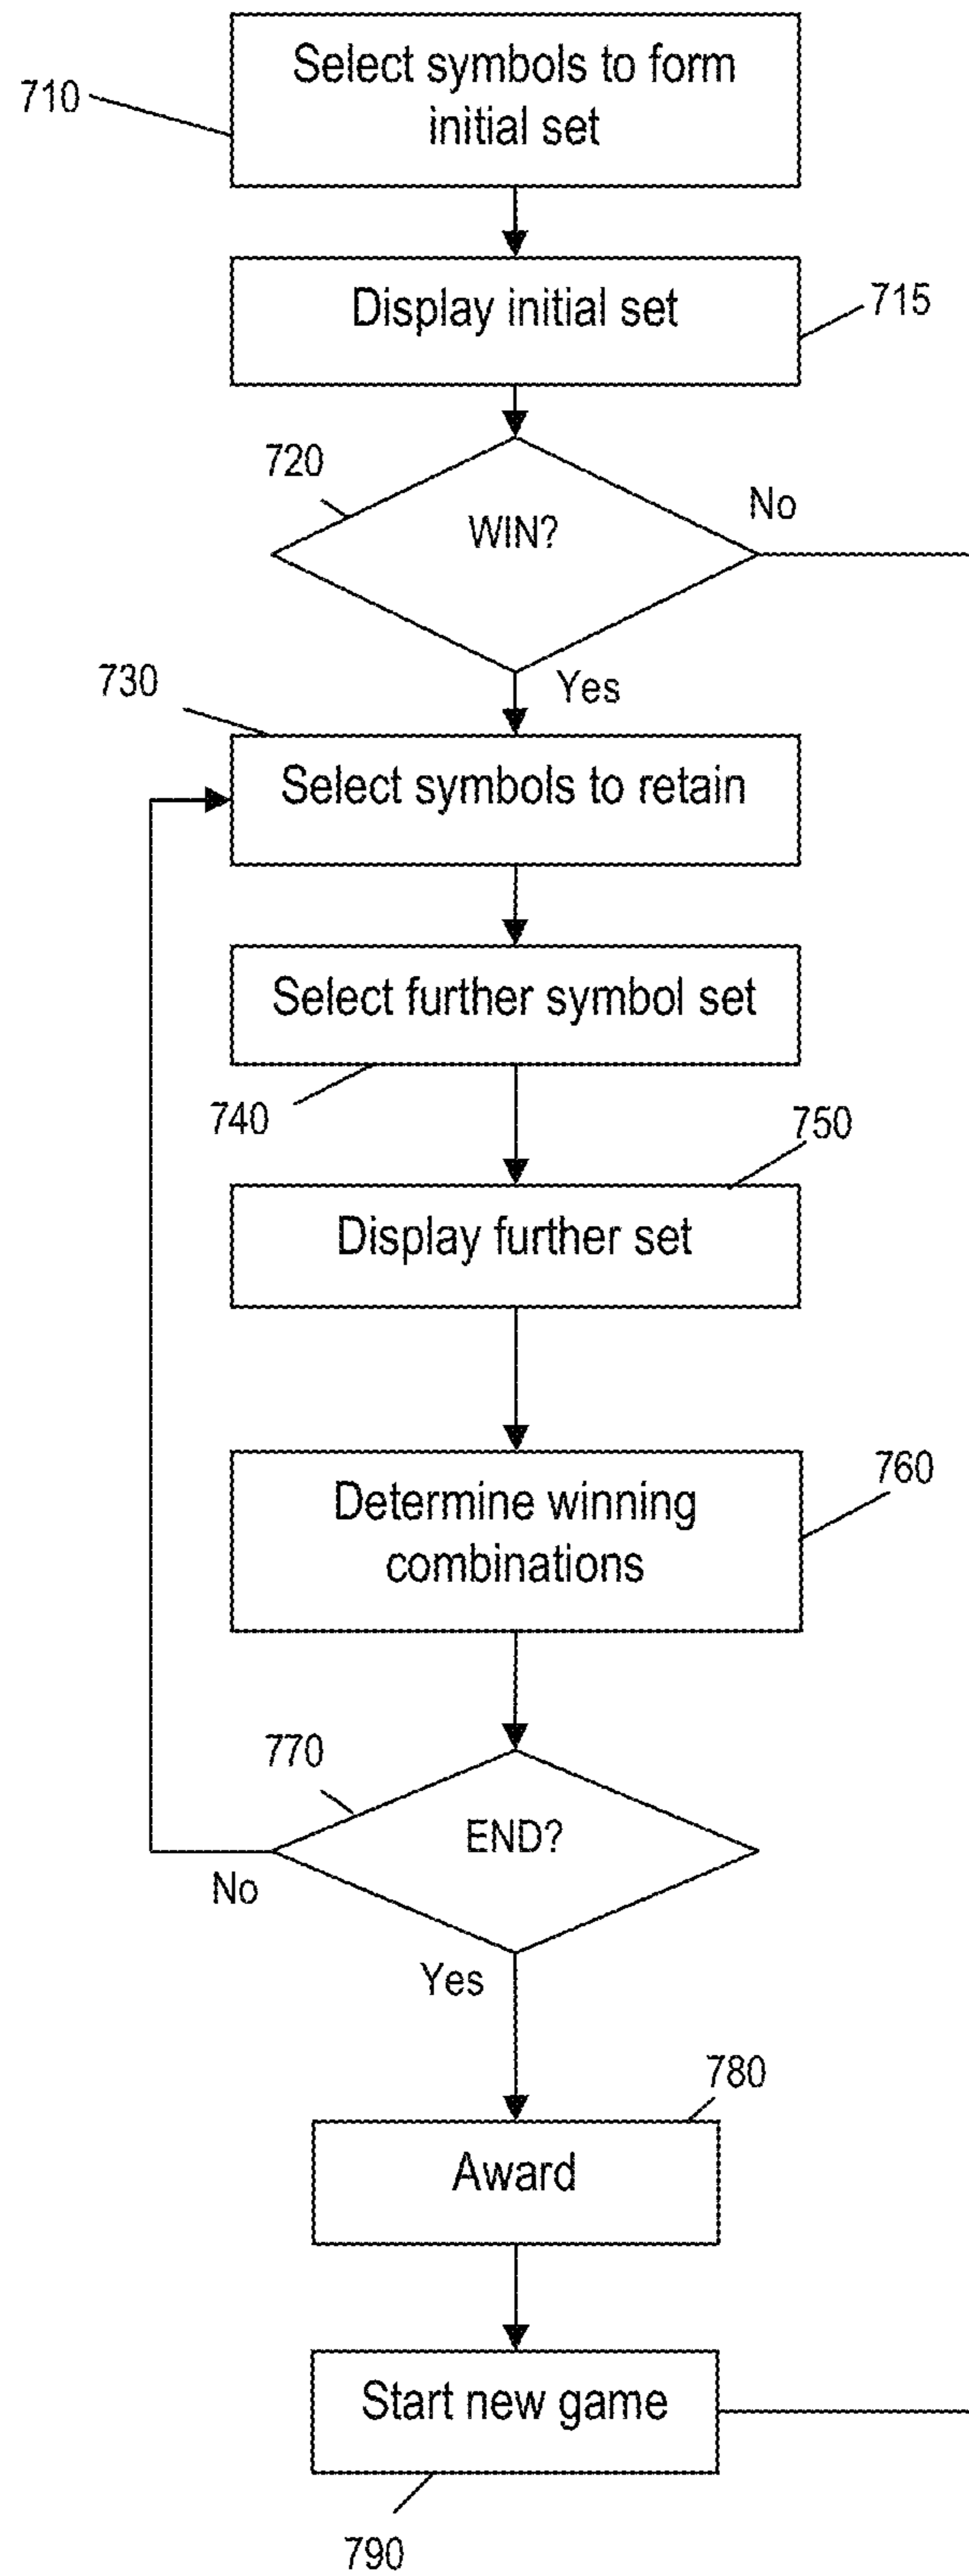 Select symbols to form
initial set
710
Display initial set
715
720
WIN?
No
Yes
730
Select symbols to retain
Select further symbol set
740
750
Display further set
760
Determine winning
combinations
770
END?
No
Yes
780
Award
Start new game
790